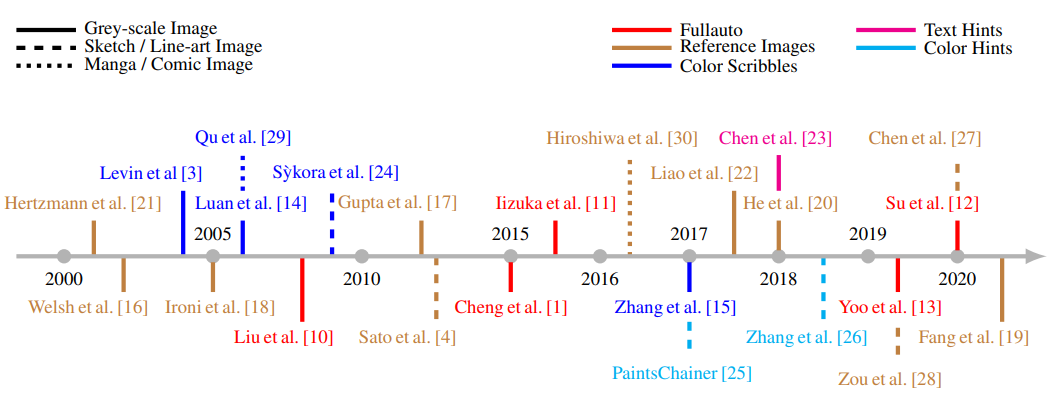 Grey-scale Image
Sketch / Line-art Image
Manga / Comic Image
Fullauto
Reference Images
Color Scribbles
Text Hints
Color Hints
Qu et al. [29]
Hiroshiwa et al. [30]
Chen et al. [23]
Chen et al. [27]
Levin et al [3]
Sỳkora et al. [24]
Liao et al. [22]
Hertzmann et al. [21]
Luan et al. [14]
Gupta et al. [17]
Iizuka et al. [11]
He et al. [20]
Su et al. [12]
2005
2015
2017
2019
2000
2010
2016
2018
2020
Welsh et al. [16]
Ironi et al. [18]
Cheng et al. [1]
Zhang et al. [15]
Yoo et al. [13]
Liu et al. [10]
Sato et al. [4]
Zhang et al. [26]
Fang et al. [19]
PaintsChainer [25]
Zou et al. [28]